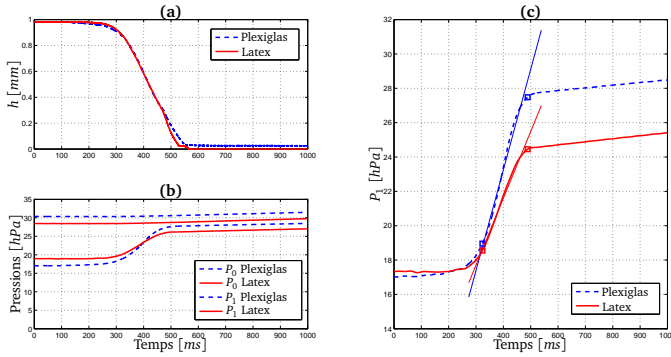 (a)
h [mm]
1
0.8
0.6
0.4
0.2
0
Plexiglas
Latex
0 100 200 300 400 500 600 700 800 900 1000
(b)
Pressions [hPa]
35
30
25
20
15
10
5
0
P0 Plexiglas
P0 Latex
P1 Plexiglas
P1 Latex
0 100 200 300 400 500 600 700 800 900 1000
Temps [ms]
(c)
P1 [hPa]
32
30
28
26
24
22
20
18
16
14
Plexiglas
Latex
0 100 200 300 400 500 600 700 800 900 1000
Temps [ms]